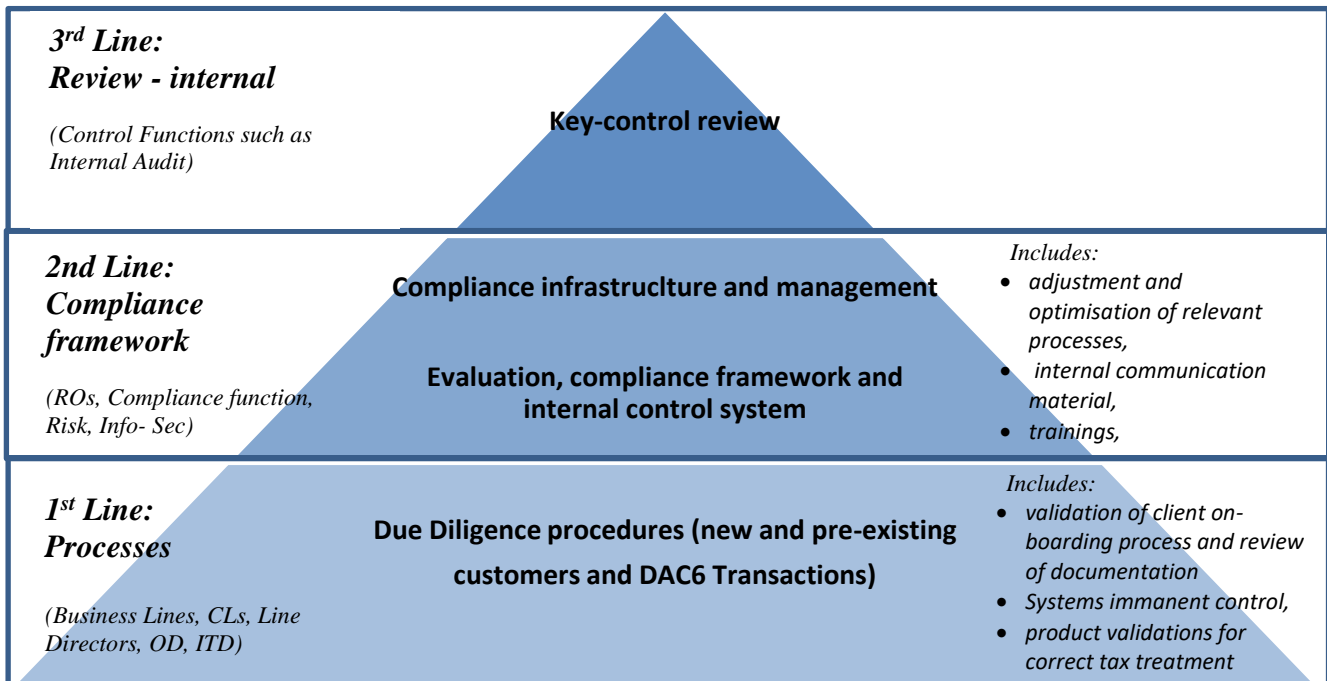 3rd Line:
Review - internal
(Control Functions such as
Internal Audit)
Key-control review
2nd Line:
Compliance
framework
(ROs, Compliance function,
Risk, Info- Sec)
Compliance infrastruclture and management
Evaluation, compliance framework and
internal control system
Includes:
• adjustment and
optimisation of relevant
processes,
• internal communication
material,
• trainings,
1st Line:
Processes
(Business Lines, CLs, Line
Directors, OD, ITD)
Due Diligence procedures (new and pre-existing
customers and DAC6 Transactions)
Includes:
• validation of client on-
boarding process and review
of documentation
• Systems immanent control,
• product validations for
correct tax treatment